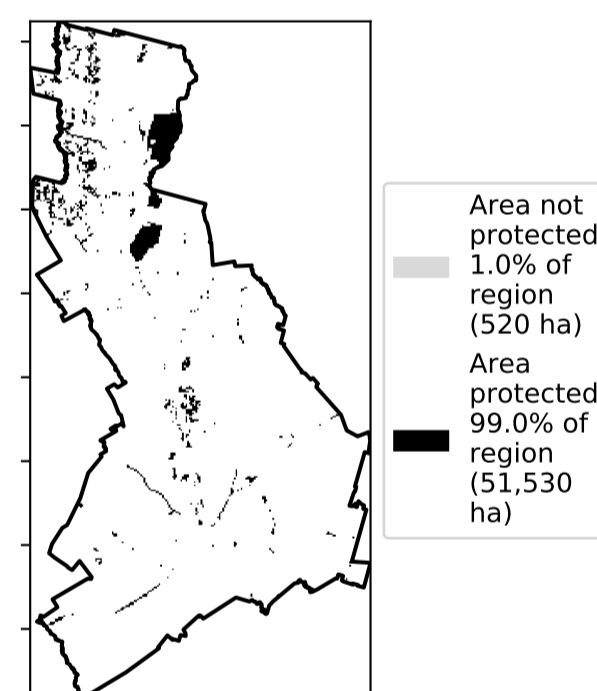 Area not
protected
1.0% of
region
(520 ha)
Area
protected
99.0% of
region
(51,530
ha)